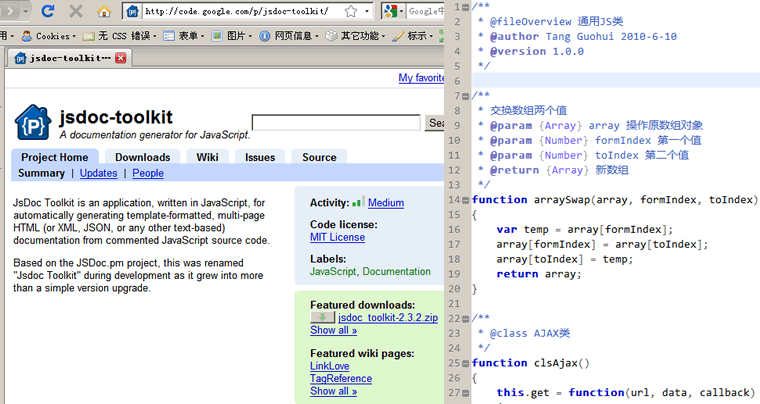 http://code.google.com/p/jsdoc-toolkit/
Google
禁用
Cookies
无 CSS 错误
表单
图片
网页信息
其它功能
标示
jsdoc-toolkit...
My favorite
jsdoc-toolkit
A documentation generator for JavaScript.
Sea
Project Home Downloads Wiki Issues Source
Summary | Updates | People
JsDoc Toolkit is an application, written in JavaScript, for
automatically generating template-formatted, multi-page
HTML (or XML, JSON, or any other text-based)
documentation from commented JavaScript source code.
Based on the JSDoc.pm project, this was renamed
"Jsdoc Toolkit" during development as it grew into more
than a simple version upgrade.
Activity: Medium
Code license:
MIT License
Labels:
JavaScript, Documentation
Featured downloads:
jsdoc_toolkit-2.3.2.zip
Show all »
Featured wiki pages:
LinkLove
TagReference
Show all »
1 /**
2 * @fileOverview 通用JS类
3 * @author Tang Guohui 2010-6-10
4 * @version 1.0.0
5 */
6
7 /**
8 * 交换数组两个值
9 * @param {Array} array 操作原数组对象
10 * @param {Number} formIndex 第一个值
11 * @param {Number} toIndex 第二个值
12 * @return {Array} 新数组
13 */
14 function arraySwap(array, formIndex, toIndex)
15 {
16 var temp = array[formIndex];
17 array[formIndex] = array[toIndex];
18 array[toIndex] = temp;
19 return array;
20 }
21
22 /**
23 * @class AJAX类
24 */
25 function clsAjax()
26 {
27 this.get = function(url, data, callback)